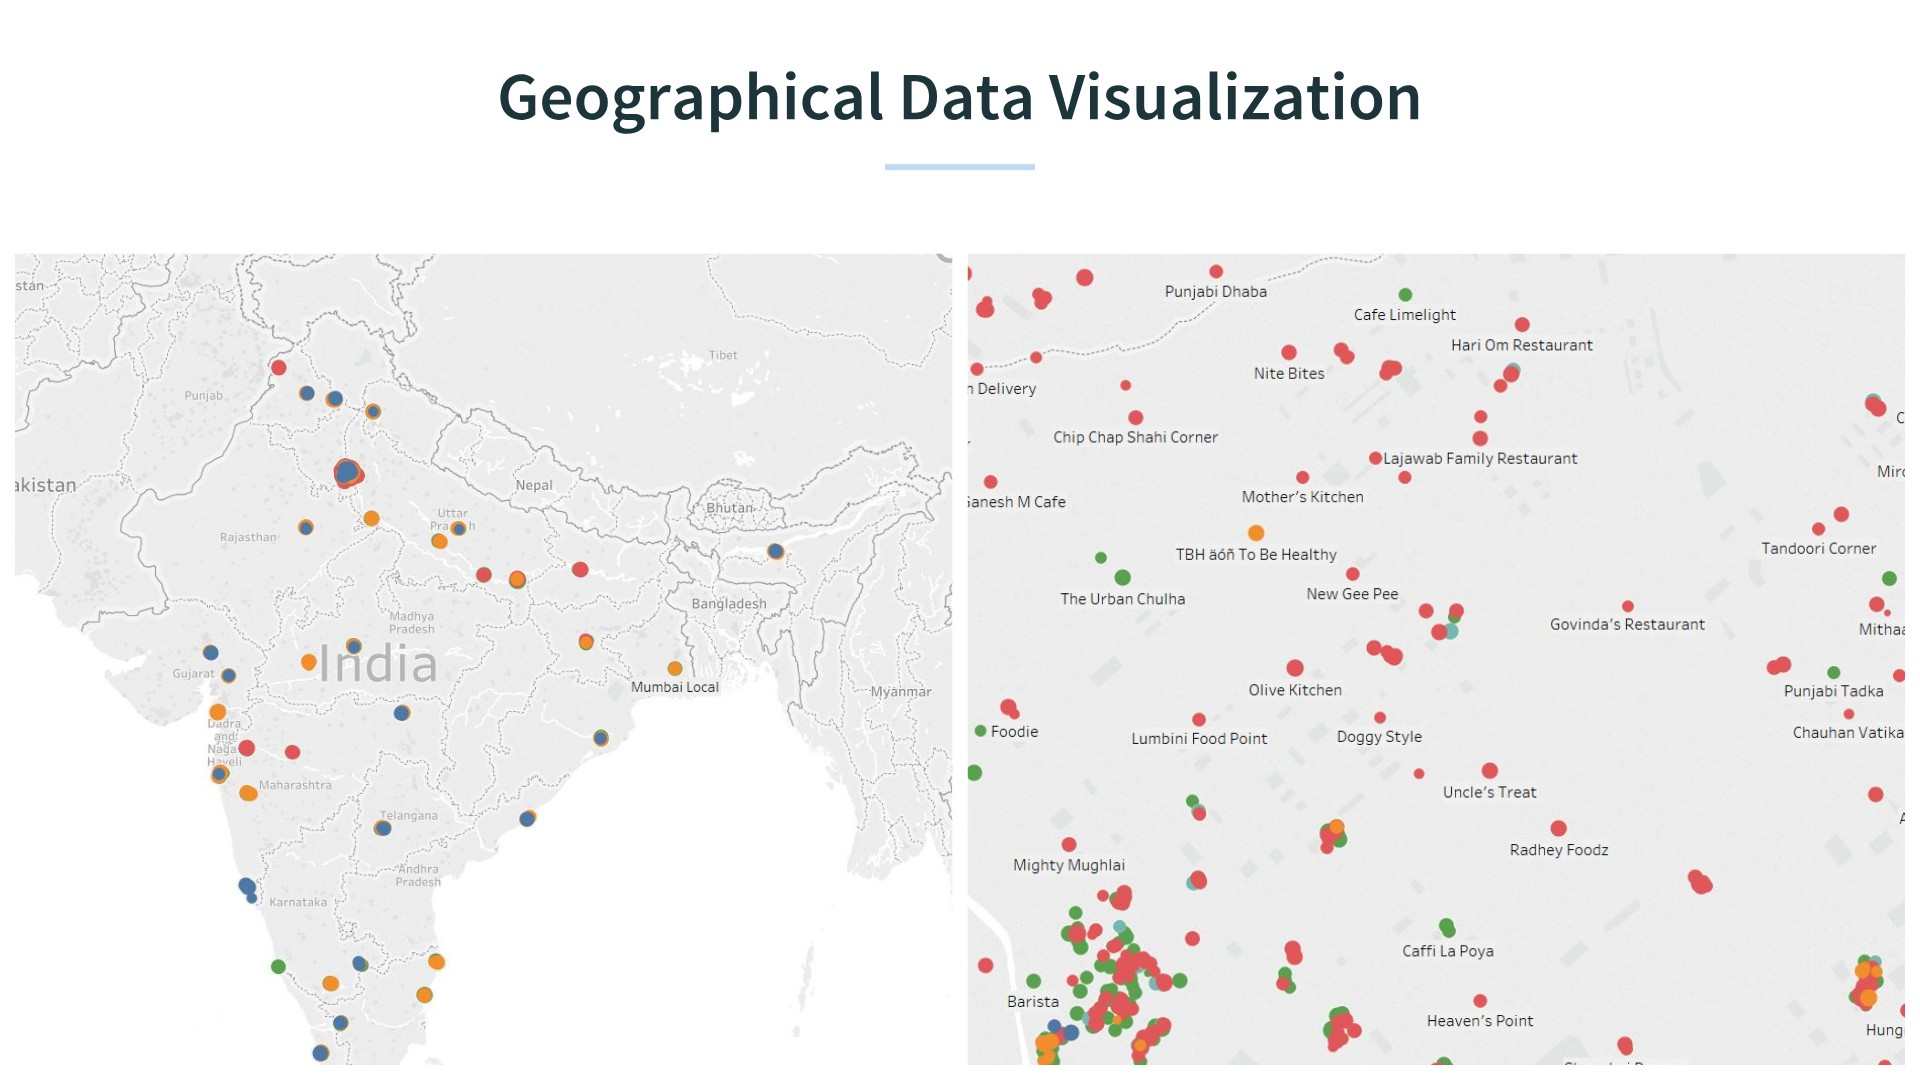 Geographical Data Visualization
stán
Tibet
Punjab
akistan
Nepal
Bhutan
Uttar
Pradesh
Rajasthan
Bangladesh
Madhya
Pradesh
India
Gujarat
Mumbai Local
Myanmar
Dadra
and
Naga
Haveli
Maharashtra
Telangana
Andhra
Pradesh
Karnataka
Punjabi Dhaba
Cafe Limelight
Hari Om Restaurant
Nite Bites
n Delivery
C
Chip Chap Shahi Corner
Lajawab Family Restaurant
Mirc
Mother's Kitchen
Ganesh M Cafe
Tandoori Corner
TBH äóñ To Be Healthy
New Gee Pee
The Urban Chulha
Govinda's Restaurant
Mithaa
Olive Kitchen
Punjabi Tadka
Foodie
Chauhan Vatika
Lumbini Food Point
Doggy Style
Uncle's Treat
A
Radhey Foodz
Mighty Mughlai
Caffi La Poya
Barista
Heaven's Point
Hung